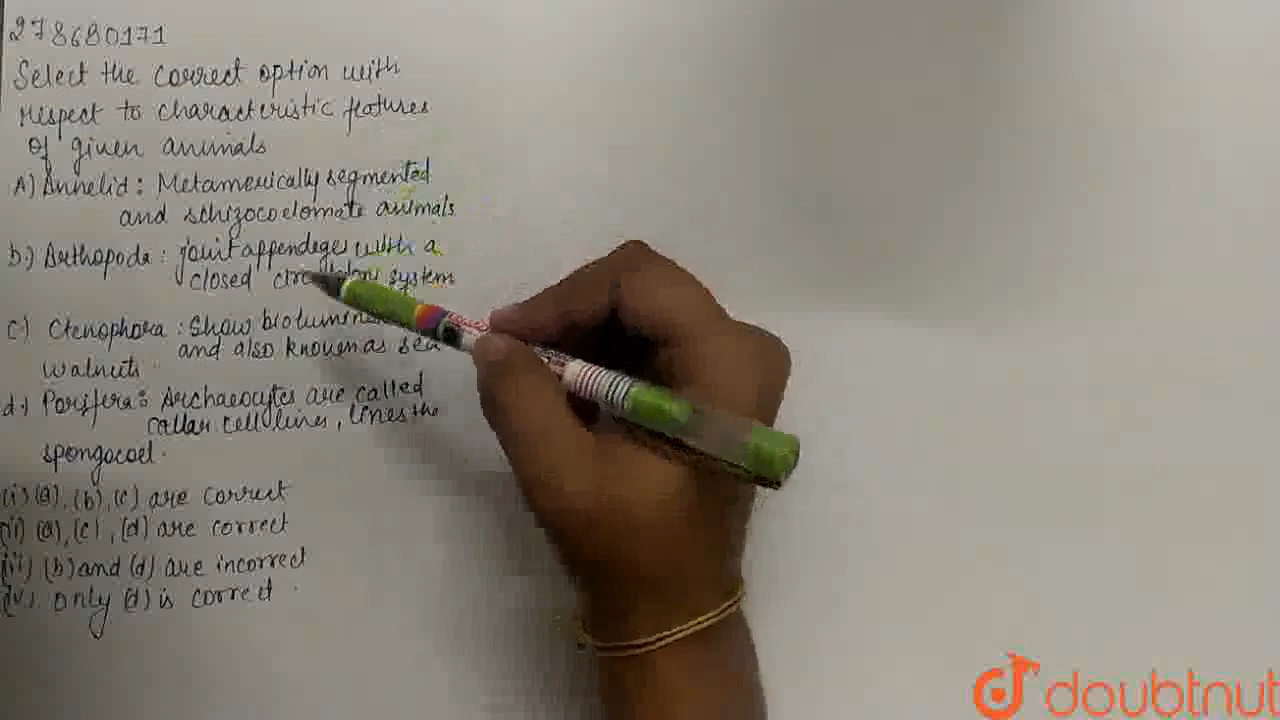 278680171
Select the correct option with
respect to characteristic features
of given animals
A) Annelid : Metamerically segmented
and schizocoelomate animals
b.) Arthopoda : joint appendeges with a
closed system
c.) Ctenophora : Show
and also known as sea
walnuts.
d.) Porifera : Archaeocytes are called
collar cell lines, lines the
spongocoel.
(i) (a), (b), (c) are correct
(ii) (a), (c), (d) are correct
(iii) (b) and (d) are incorrect
(iv) only (d) is correct.
doubtnut